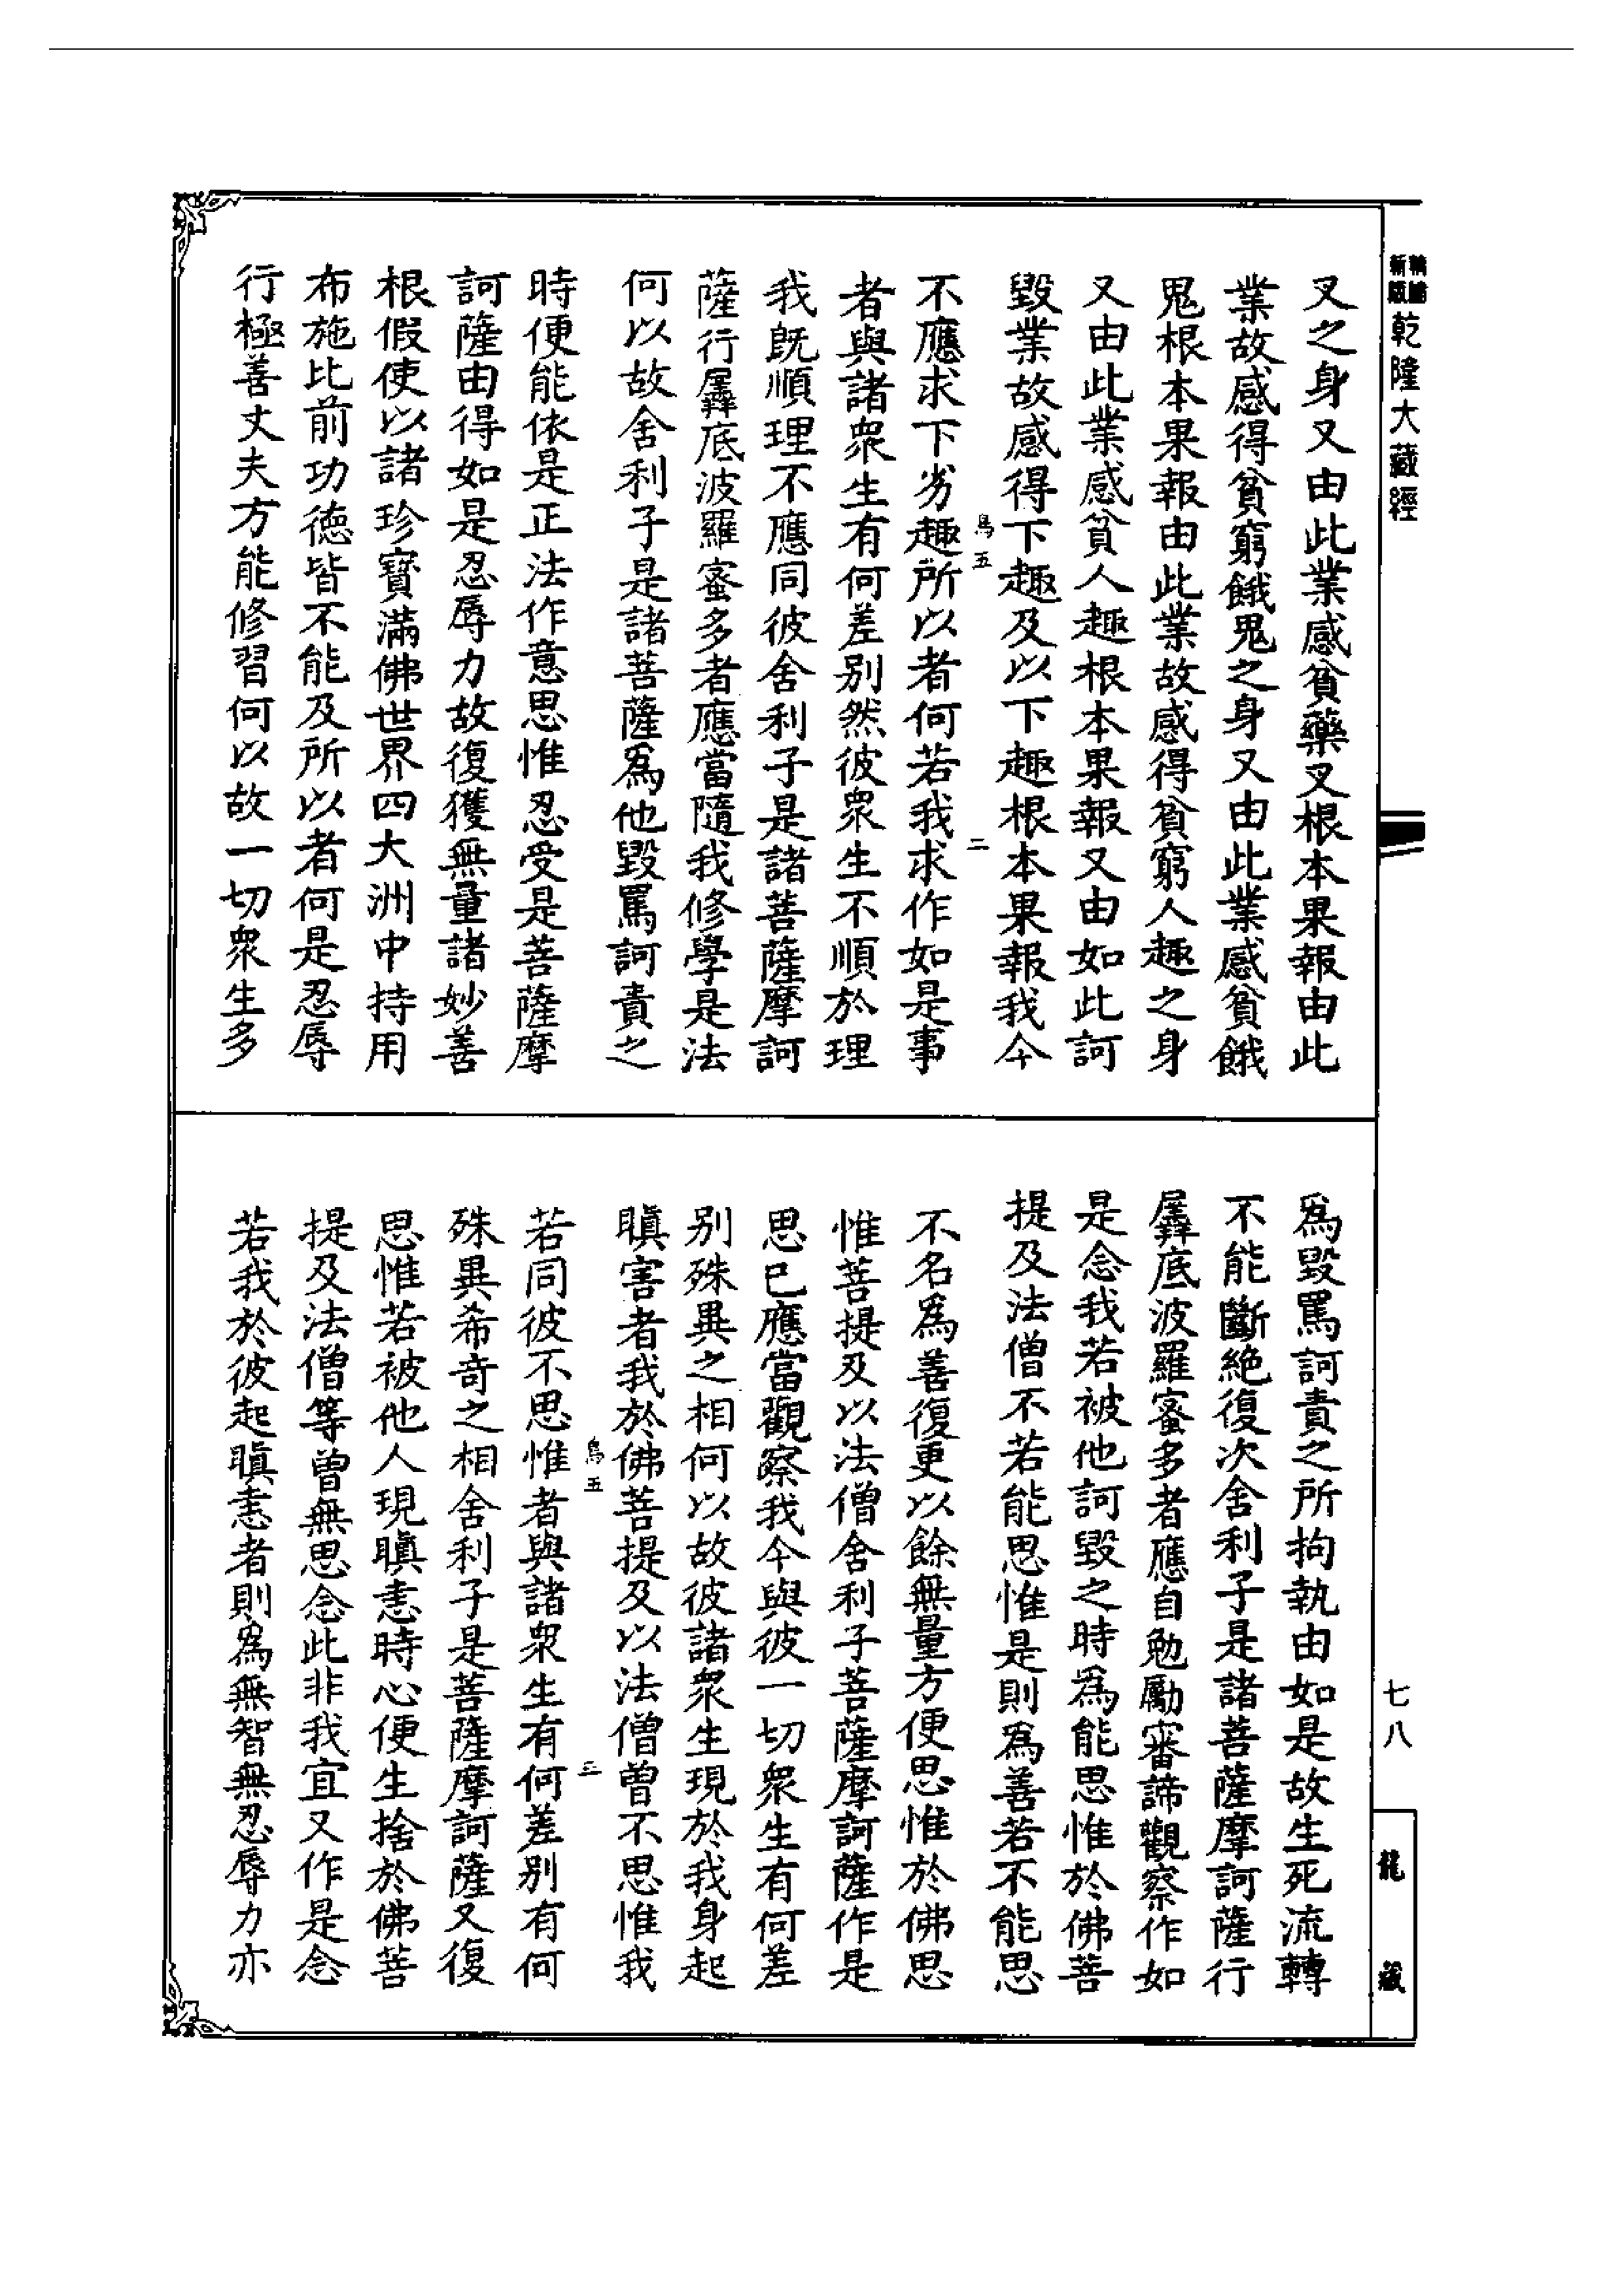 新編
縮版
乾隆大藏經
叉之身又由此業感貧藥叉根本果報由此
業故感得貧窮餓鬼之身又由此業感貧餓
鬼根本果報由此業故感得貧窮人趣之身
又由此業感貧人趣根本果報又由如此訶
毀業故感得下趣及以下趣根本果報我今
鳥五 二
不應求下劣趣所以者何若我求作如是事
者與諸衆生有何差别然彼衆生不順於理
我既順理不應同彼舍利子是諸菩薩摩訶
薩行羼底波羅蜜多者應當隨我修學是法
何以故舍利子是諸菩薩爲他毀罵訶責之
時便能依是正法作意思惟忍受是菩薩摩
訶薩由得如是忍辱力故復獲無量諸妙善
根假使以諸珍寶滿佛世界四大洲中持用
布施比前功德皆不能及所以者何是忍辱
行極善丈夫方能修習何以故一切衆生多
爲毀罵訶責之所拘執由如是故生死流轉
不能斷絶復次舍利子是諸菩薩摩訶薩行
羼底波羅蜜多者應自勉勵審諦觀察作如
是念我若被他訶毀之時爲能思惟於佛菩
提及法僧不若能思惟是則爲善若不能思
不名爲善復更以餘無量方便思惟於佛思
惟菩提及以法僧舍利子菩薩摩訶薩作是
思已應當觀察我今與彼一切衆生有何差
别殊異之相何以故彼諸衆生現於我身起
瞋害者我於佛菩提及以法僧曽不思惟我
鳥五 三
若同彼不思惟者與諸衆生有何差别有何
殊異希奇之相舍利子是菩薩摩訶薩又復
思惟若被他人現瞋恚時心便生捨於佛菩
提及法僧等曽無思念此非我宜又作是念
若我於彼起瞋恚者則爲無智無忍辱力亦
七八
龍藏